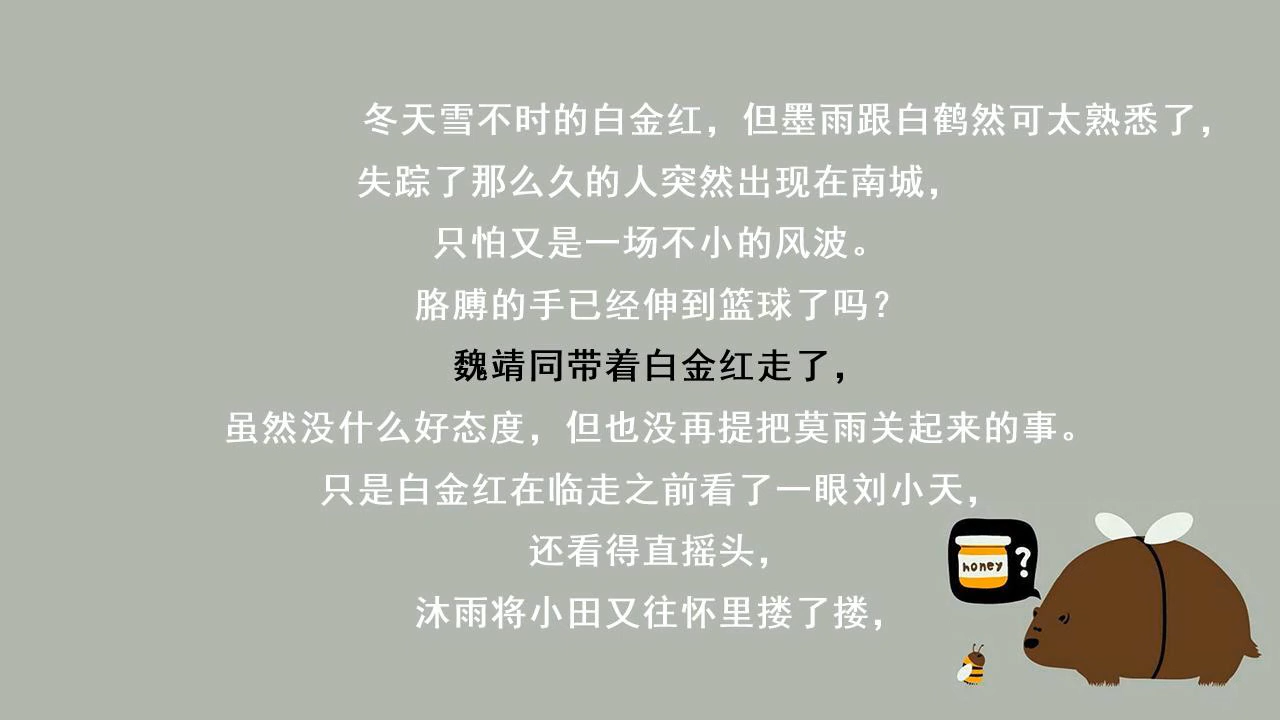 冬天雪不时的白金红，但墨雨跟白鹤然可太熟悉了，
失踪了那么久的人突然出现在南城，
只怕又是一场不小的风波。
胳膊的手已经伸到篮球了吗？
魏靖同带着白金红走了，
虽然没什么好态度，但也没再提把莫雨关起来的事。
只是白金红在临走之前看了一眼刘小天，
还看得直摇头，
沐雨将小田又往怀里搂了搂，
honey
?